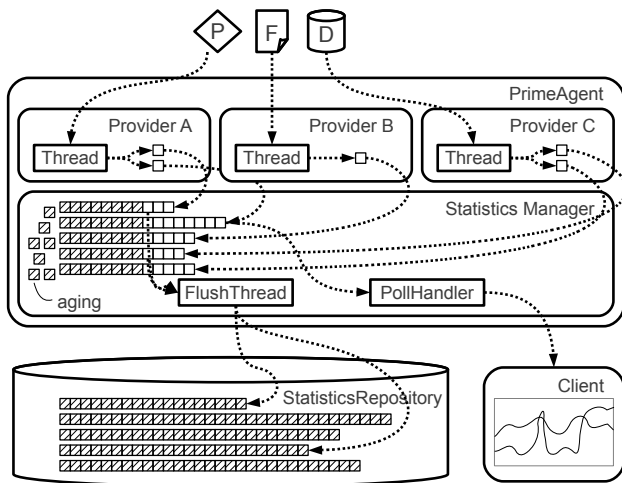 P
F
D
PrimeAgent
Provider A
Provider B
Provider C
Thread
Thread
Thread
Statistics Manager
aging
FlushThread
PollHandler
StatisticsRepository
Client